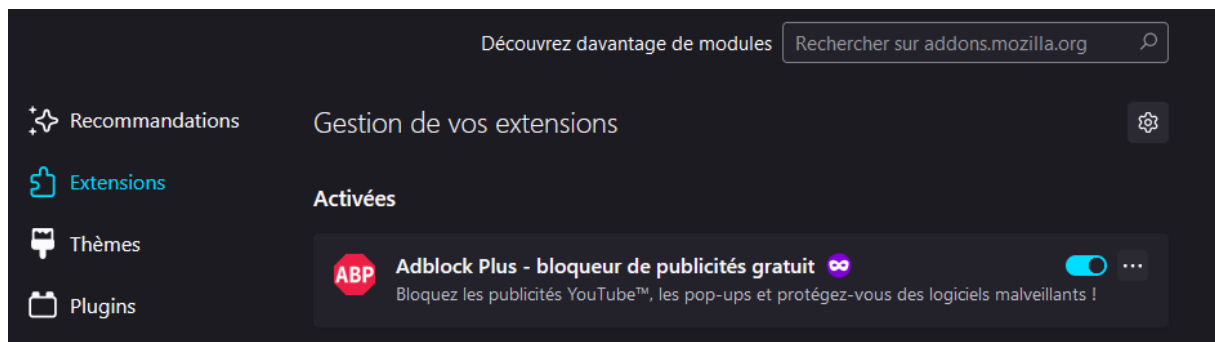 Découvrez davantage de modules Rechercher sur addons.mozilla.org
Recommandations
Gestion de vos extensions
Extensions
Activées
Thèmes
ABP Adblock Plus - bloqueur de publicités gratuit
Bloquez les publicités YouTube™, les pop-ups et protégez-vous des logiciels malveillants !
Plugins